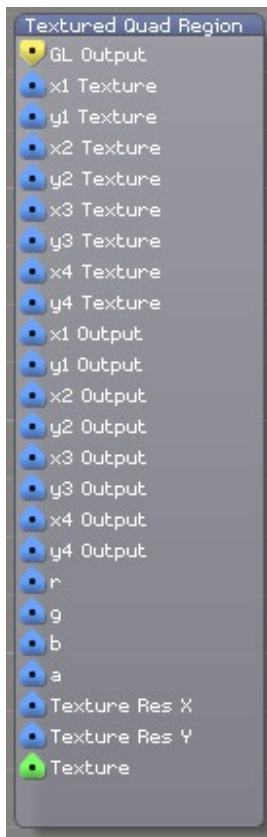 Textured Quad Region
GL Output
x1 Texture
y1 Texture
x2 Texture
y2 Texture
x3 Texture
y3 Texture
x4 Texture
y4 Texture
x1 Output
y1 Output
x2 Output
y2 Output
x3 Output
y3 Output
x4 Output
y4 Output
r
g
b
a
Texture Res X
Texture Res Y
Texture